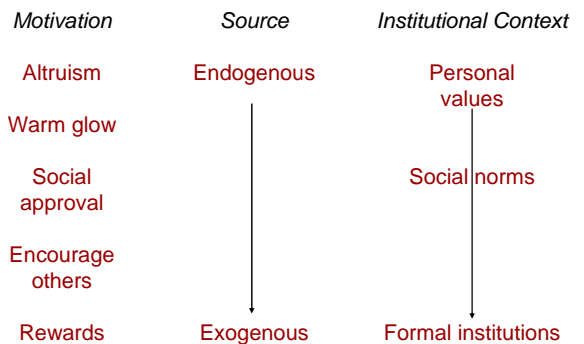 Motivation Source Institutional Context
Altruism Endogenous Personal
values
Warm glow
Social
approval
Social norms
Encourage
others
Rewards Exogenous Formal institutions